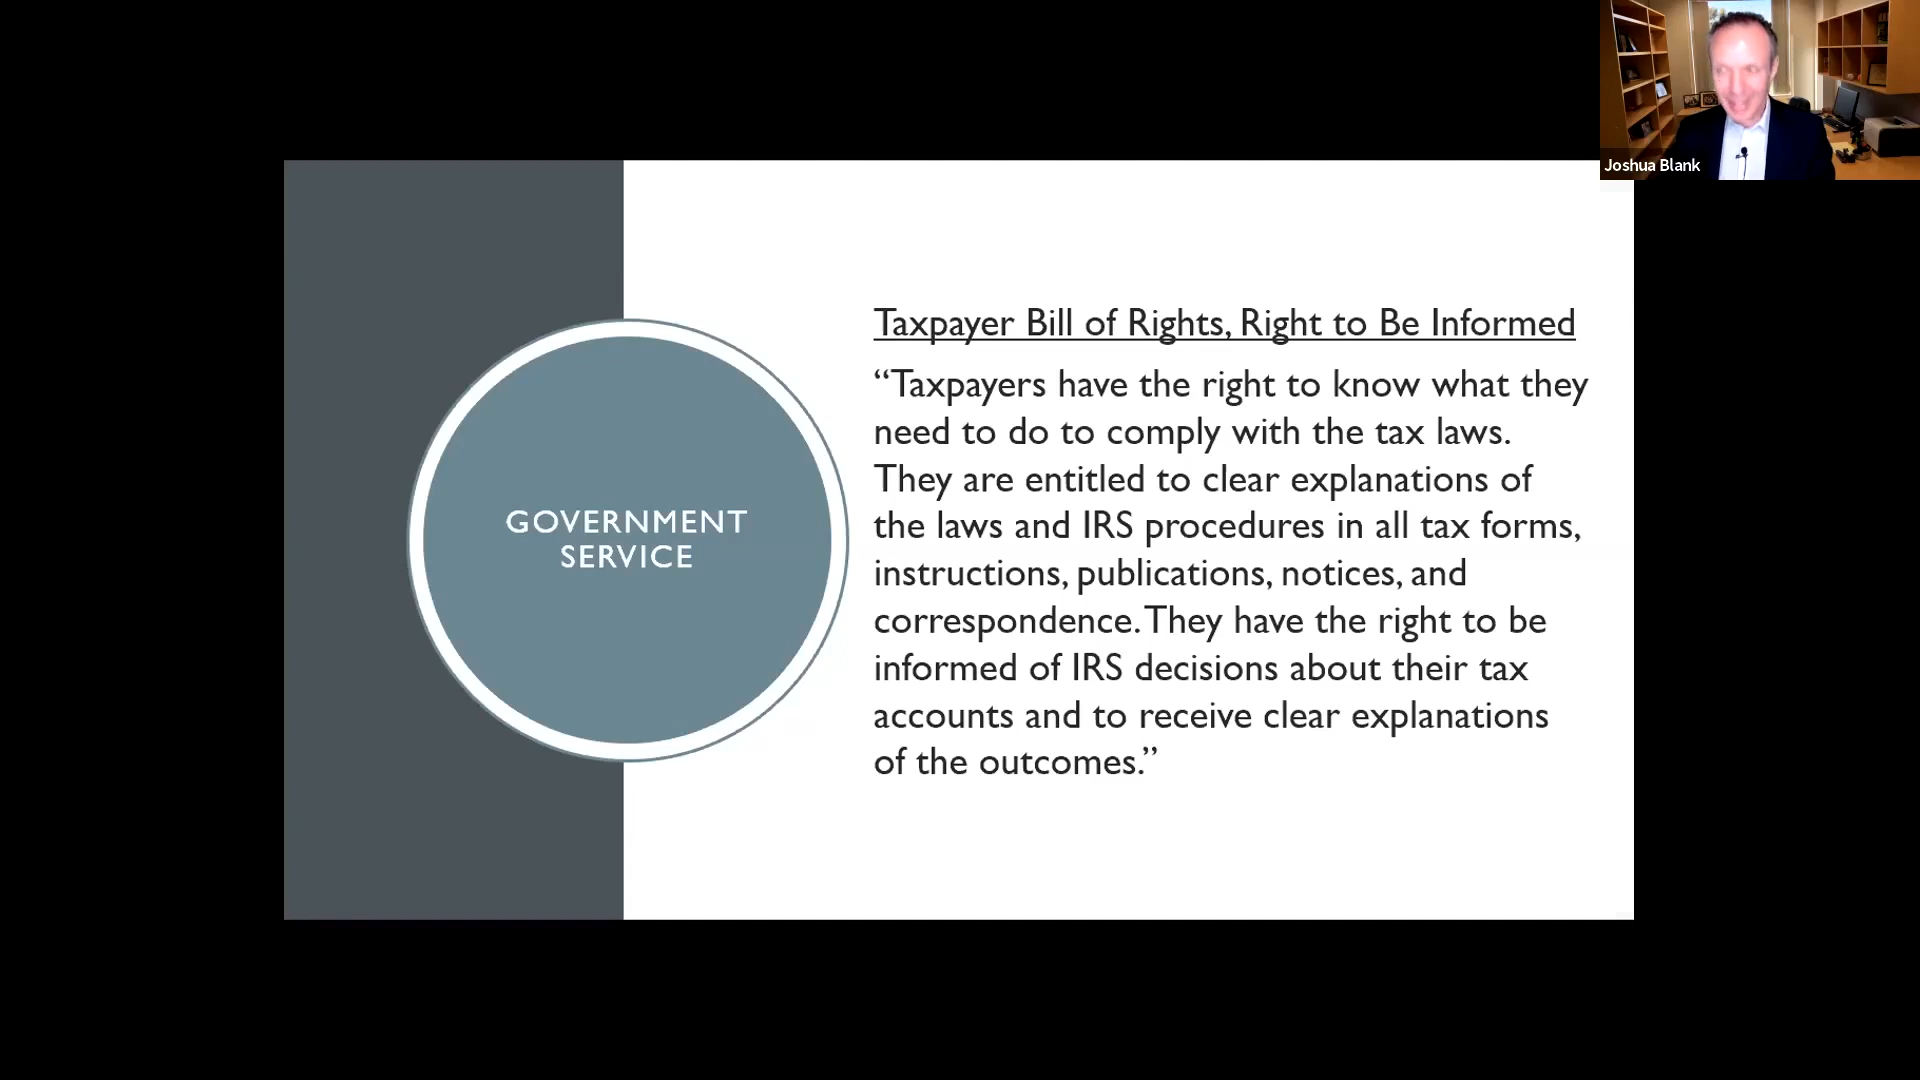 Joshua Blank
GOVERNMENT
SERVICE
Taxpayer Bill of Rights, Right to Be Informed
“Taxpayers have the right to know what they
need to do to comply with the tax laws.
They are entitled to clear explanations of
the laws and IRS procedures in all tax forms,
instructions, publications, notices, and
correspondence. They have the right to be
informed of IRS decisions about their tax
accounts and to receive clear explanations
of the outcomes.”